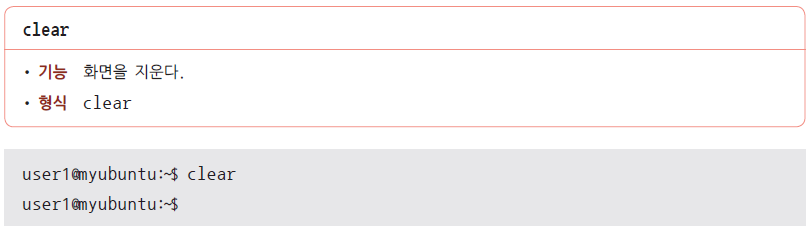 clear
• 기능 화면을 지운다.
• 형식 clear
user1@myubuntu:~$ clear
user1@myubuntu:~$